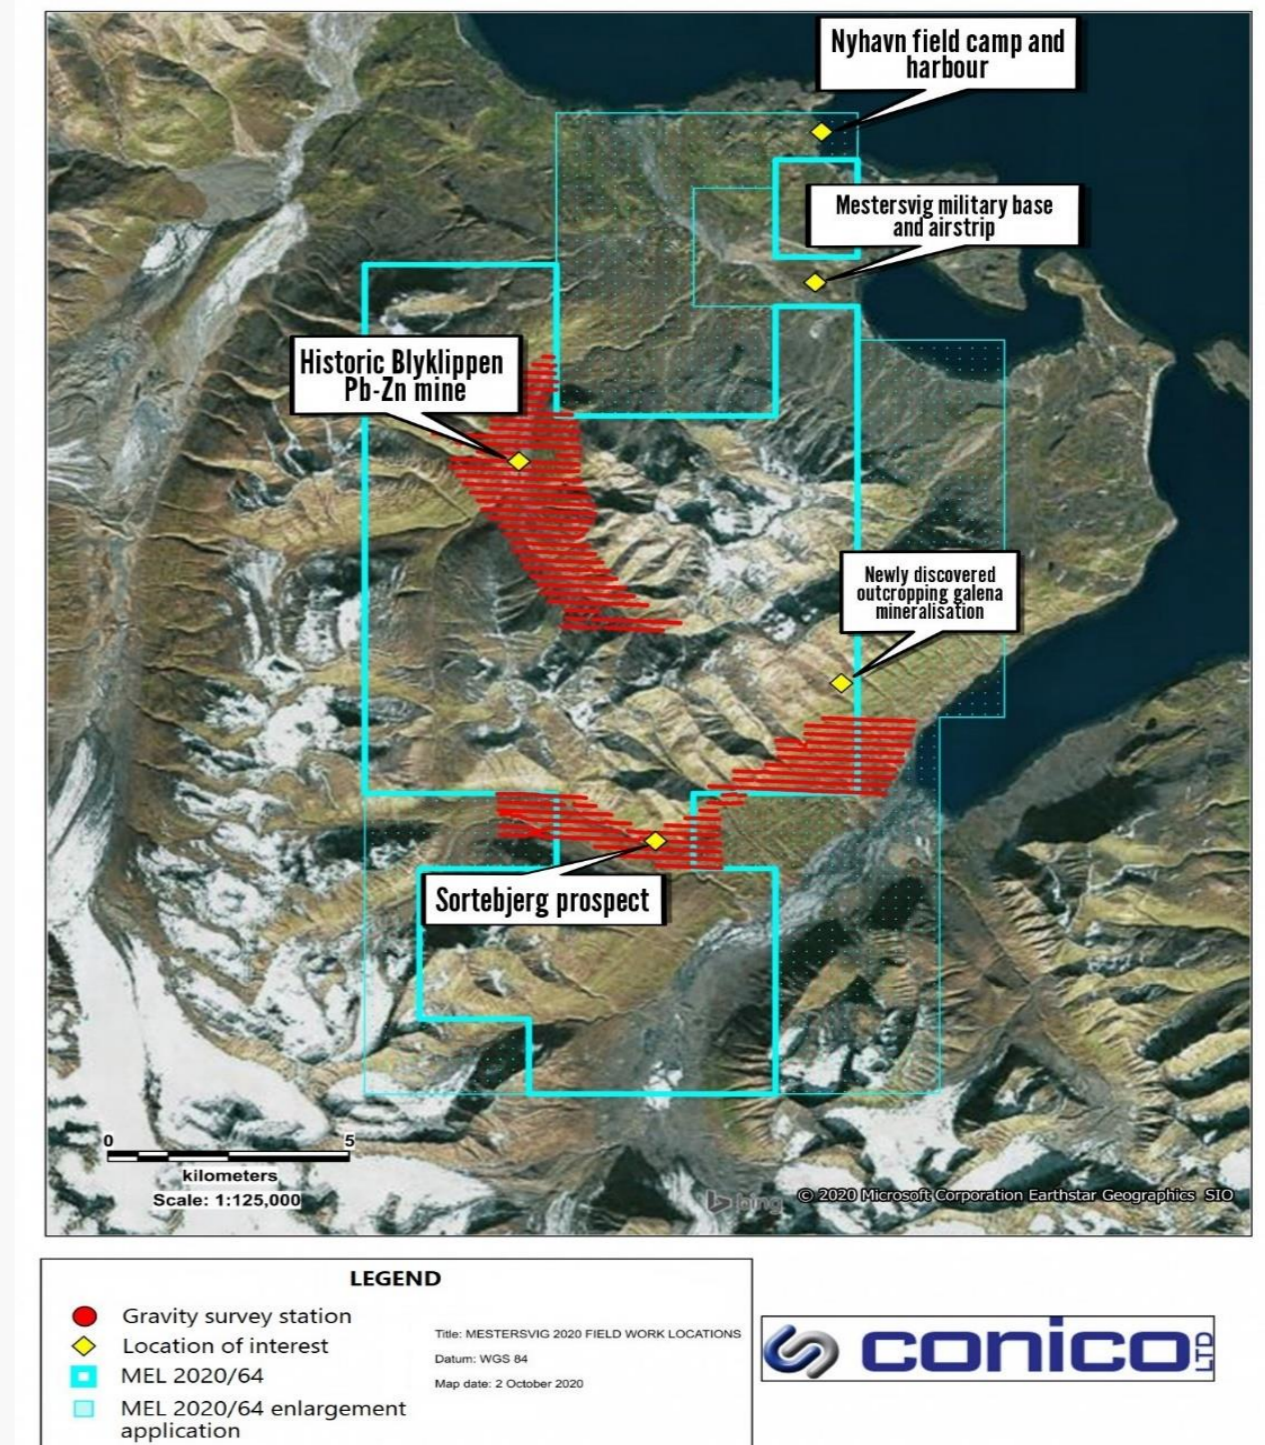 Nyhavn field camp and
harbour
Mestersvig military base
and airstrip
Historic Blyklippen
Pb-Zn mine
Newly discovered
outcropping galena
mineralisation
Sortebjerg prospect
0 5
kilometers
Scale: 1:125,000
bing
© 2020 Microsoft Corporation Earthstar Geographics SIO
LEGEND
Gravity survey station
Location of interest
MEL 2020/64
MEL 2020/64 enlargement
application
Title: MESTERSVIG 2020 FIELD WORK LOCATIONS
Datum: WGS 84
Map date: 2 October 2020
conico LTD